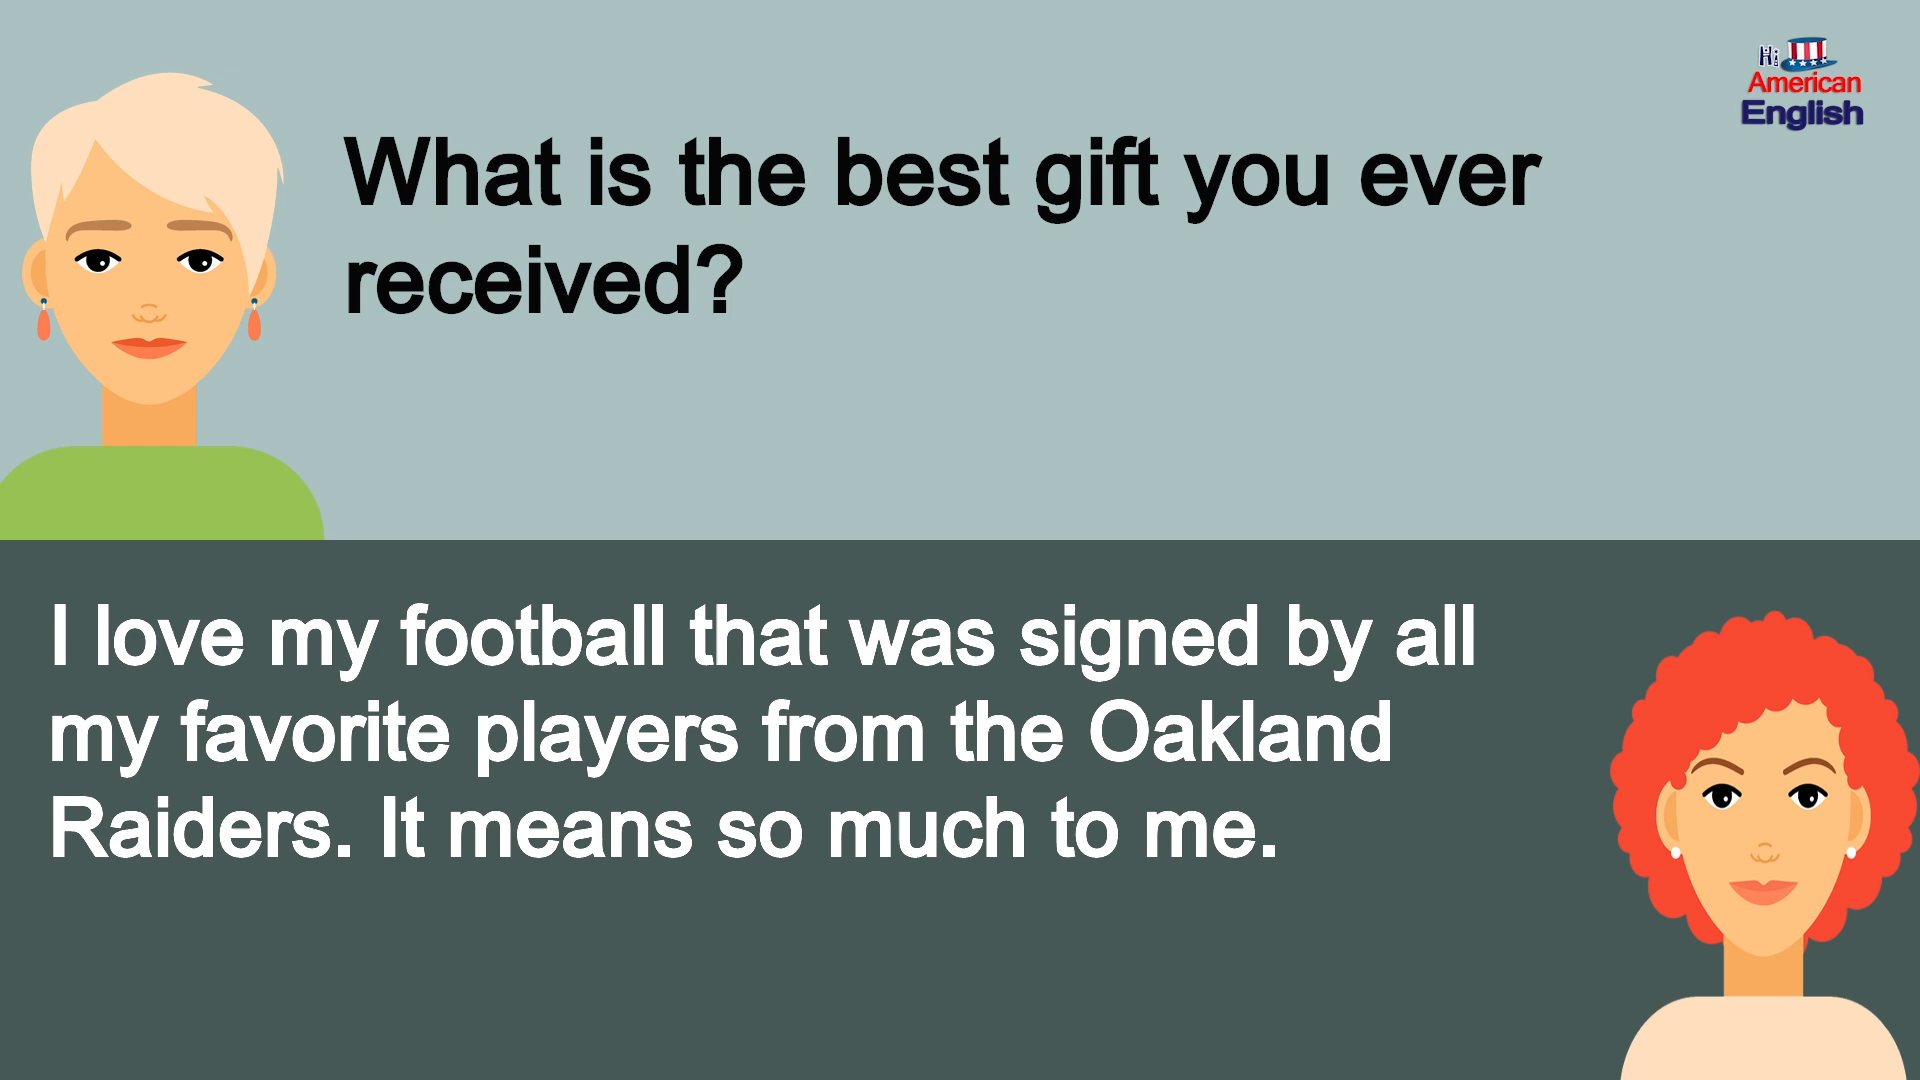 Hi
American
English
What is the best gift you ever
received?
I love my football that was signed by all
my favorite players from the Oakland
Raiders. It means so much to me.